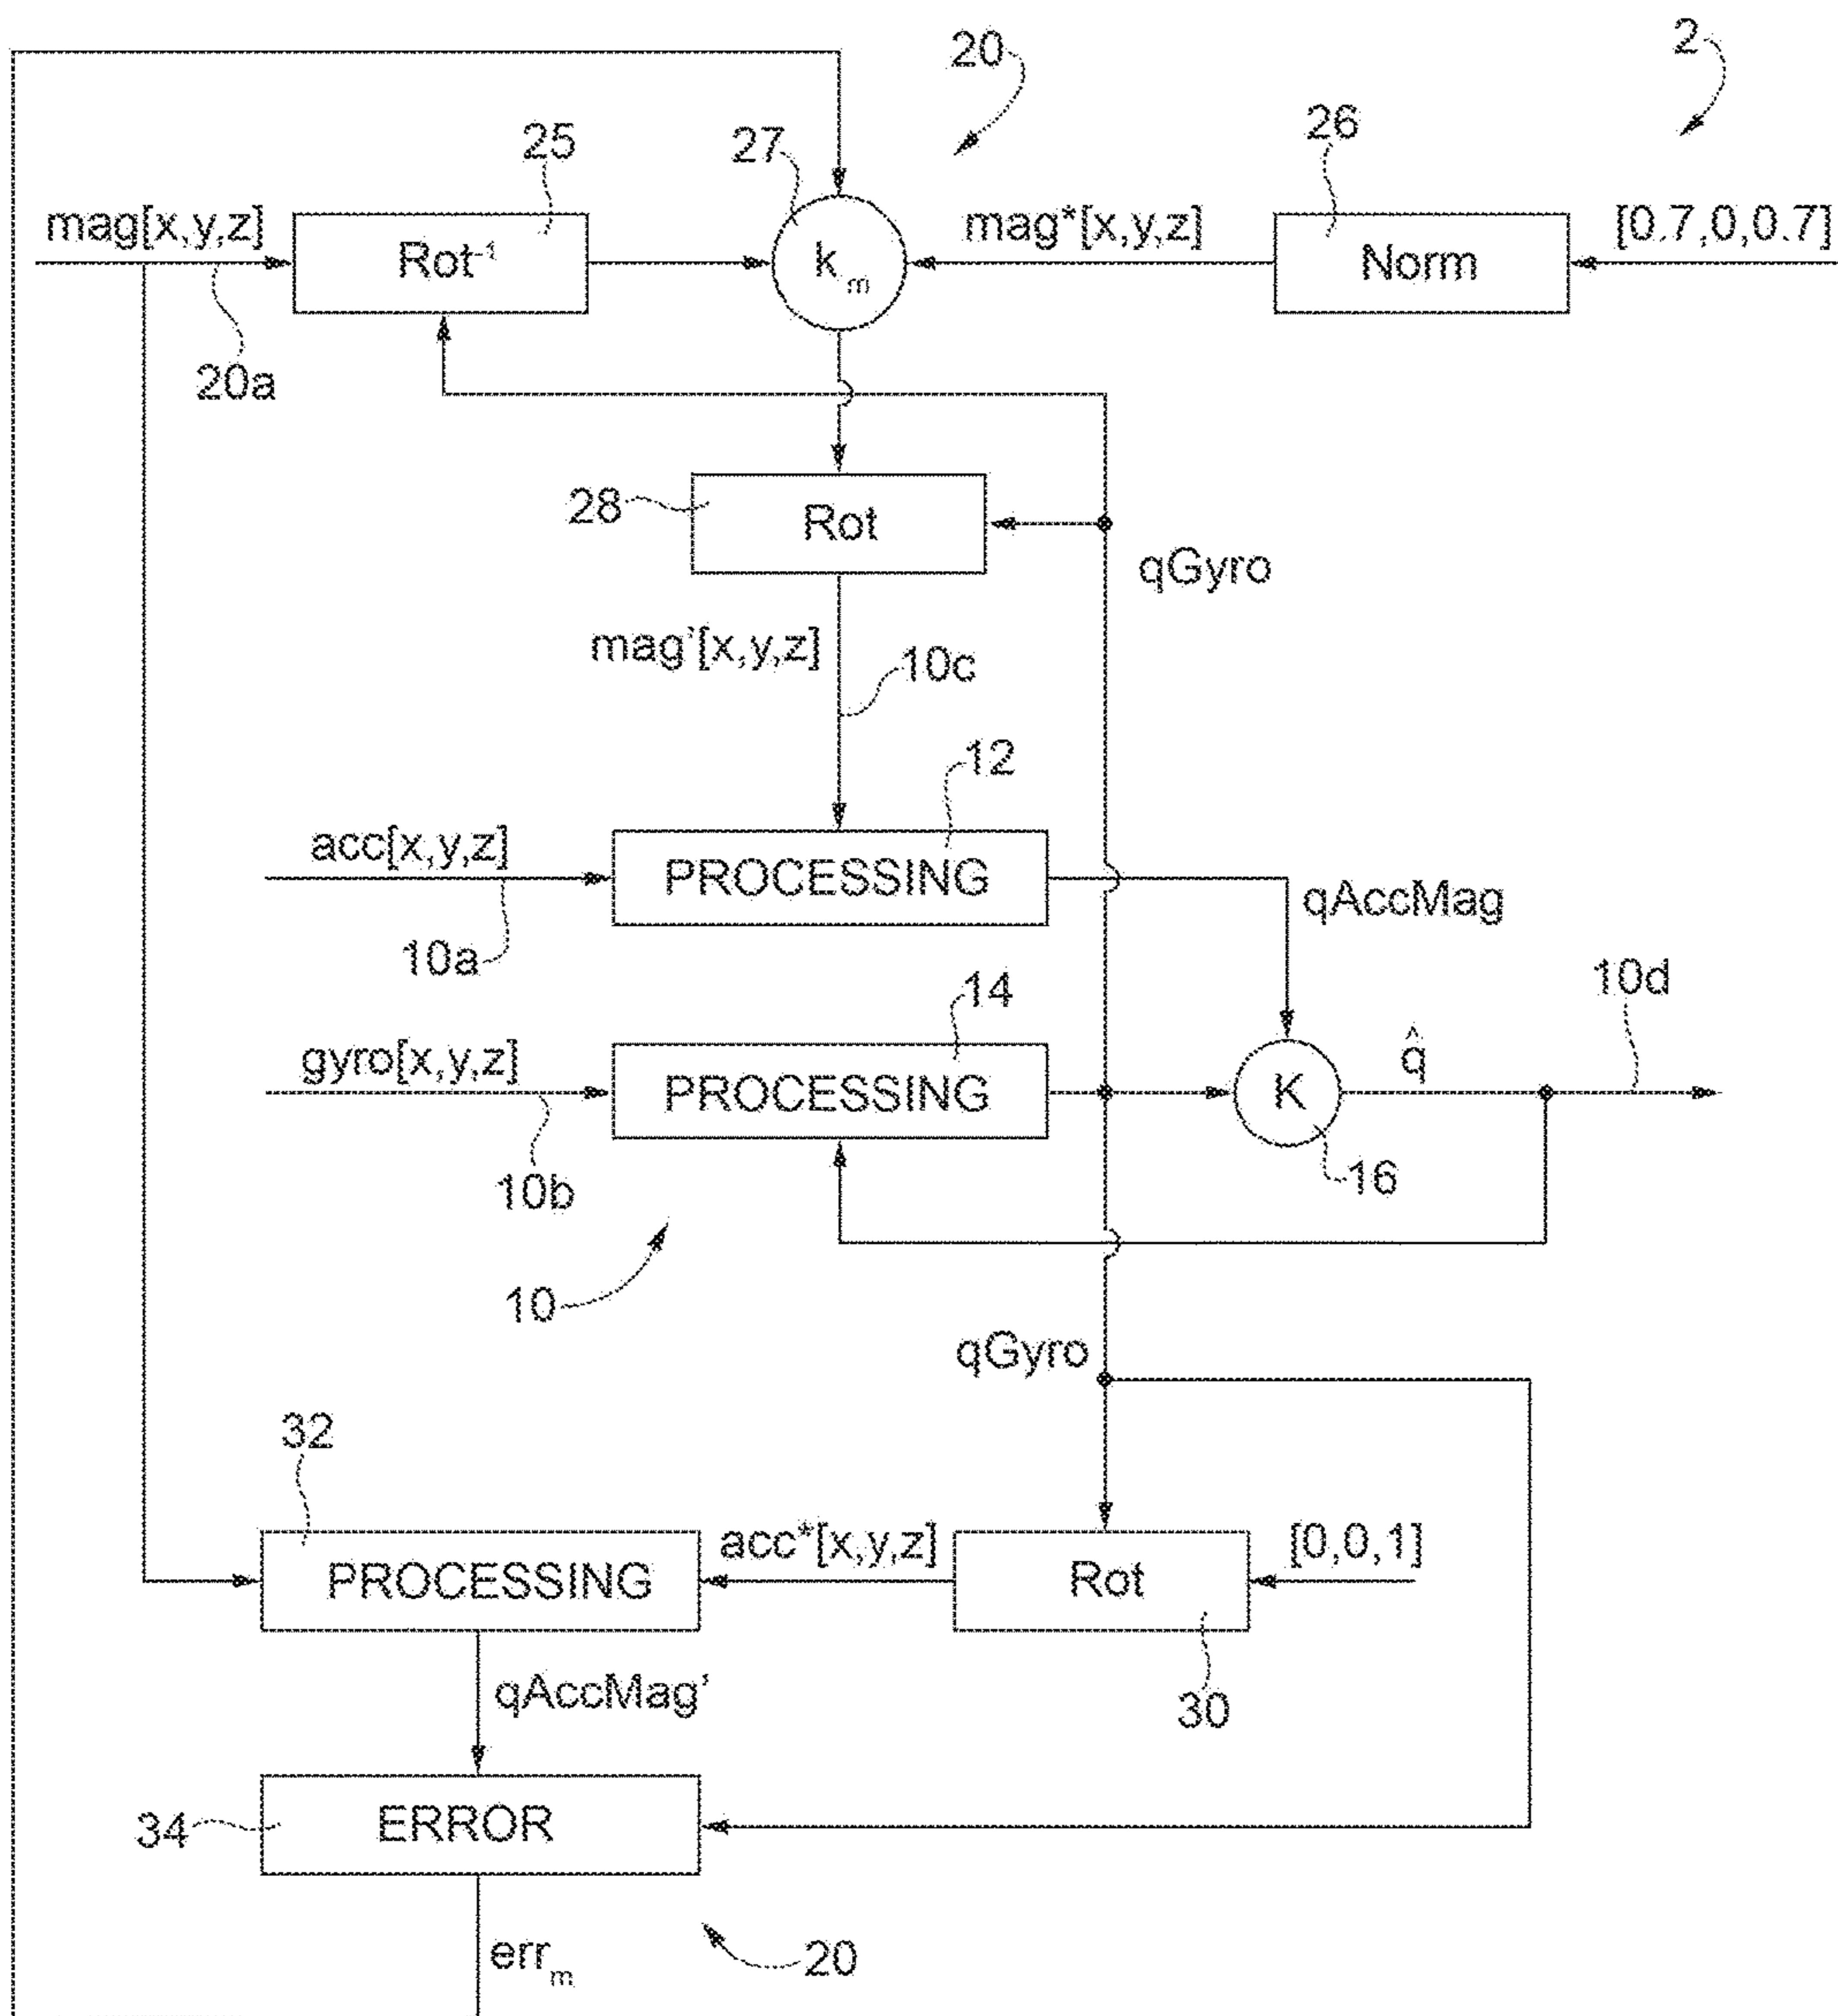 20
2
25
27
26
mag[x,y,z]
Rot⁻¹
kₘ
mag*[x,y,z]
Norm
[0.7,0,0.7]
20a
28
Rot
qGyro
mag'[x,y,z]
10c
12
acc[x,y,z]
PROCESSING
qAccMag
10a
14
10d
gyro[x,y,z]
PROCESSING
K
q̂
10b
16
10
qGyro
32
PROCESSING
acc*[x,y,z]
Rot
[0,0,1]
qAccMag'
30
34
ERROR
errₘ
20